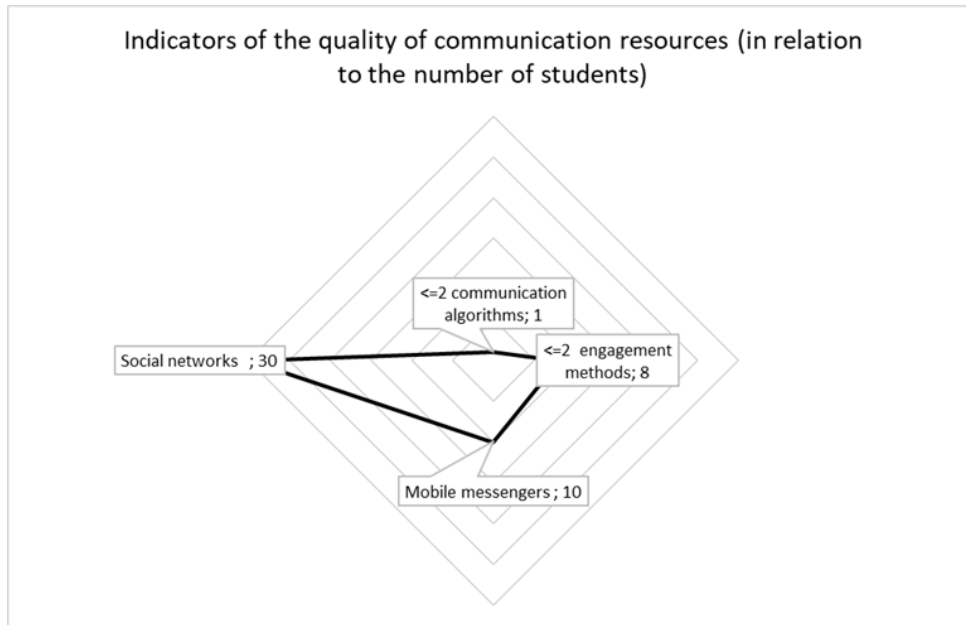 Indicators of the quality of communication resources (in relation
to the number of students)
<=2 communication
algorithms; 1
<=2  engagement
methods; 8
Social networks  ; 30
Mobile messengers ; 10